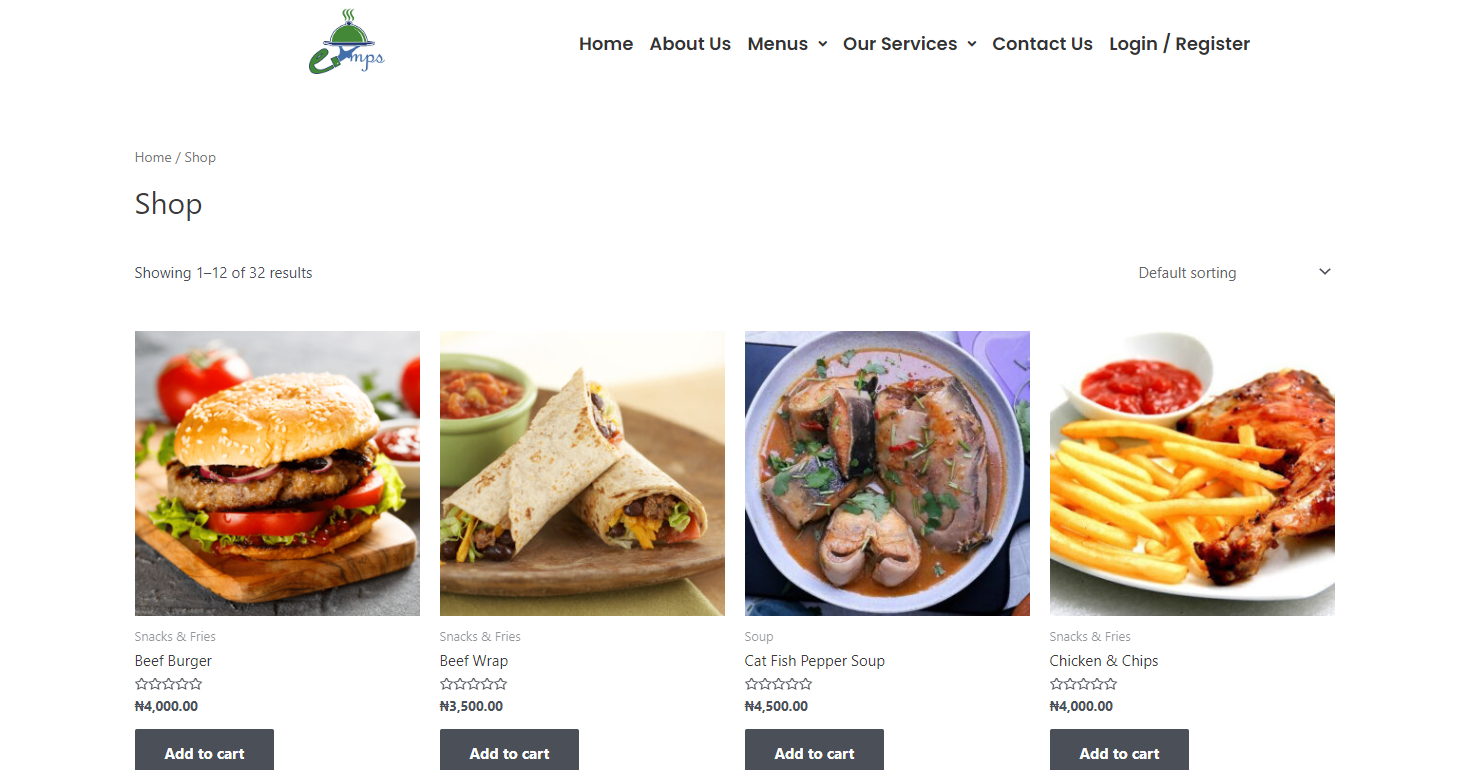 mps
Home About Us Menus Our Services Contact Us Login / Register
Home / Shop
Shop
Showing 1–12 of 32 results
Default sorting
Snacks & Fries
Beef Burger
₦4,000.00
Add to cart
Snacks & Fries
Beef Wrap
₦3,500.00
Add to cart
Soup
Cat Fish Pepper Soup
₦4,500.00
Add to cart
Snacks & Fries
Chicken & Chips
₦4,000.00
Add to cart